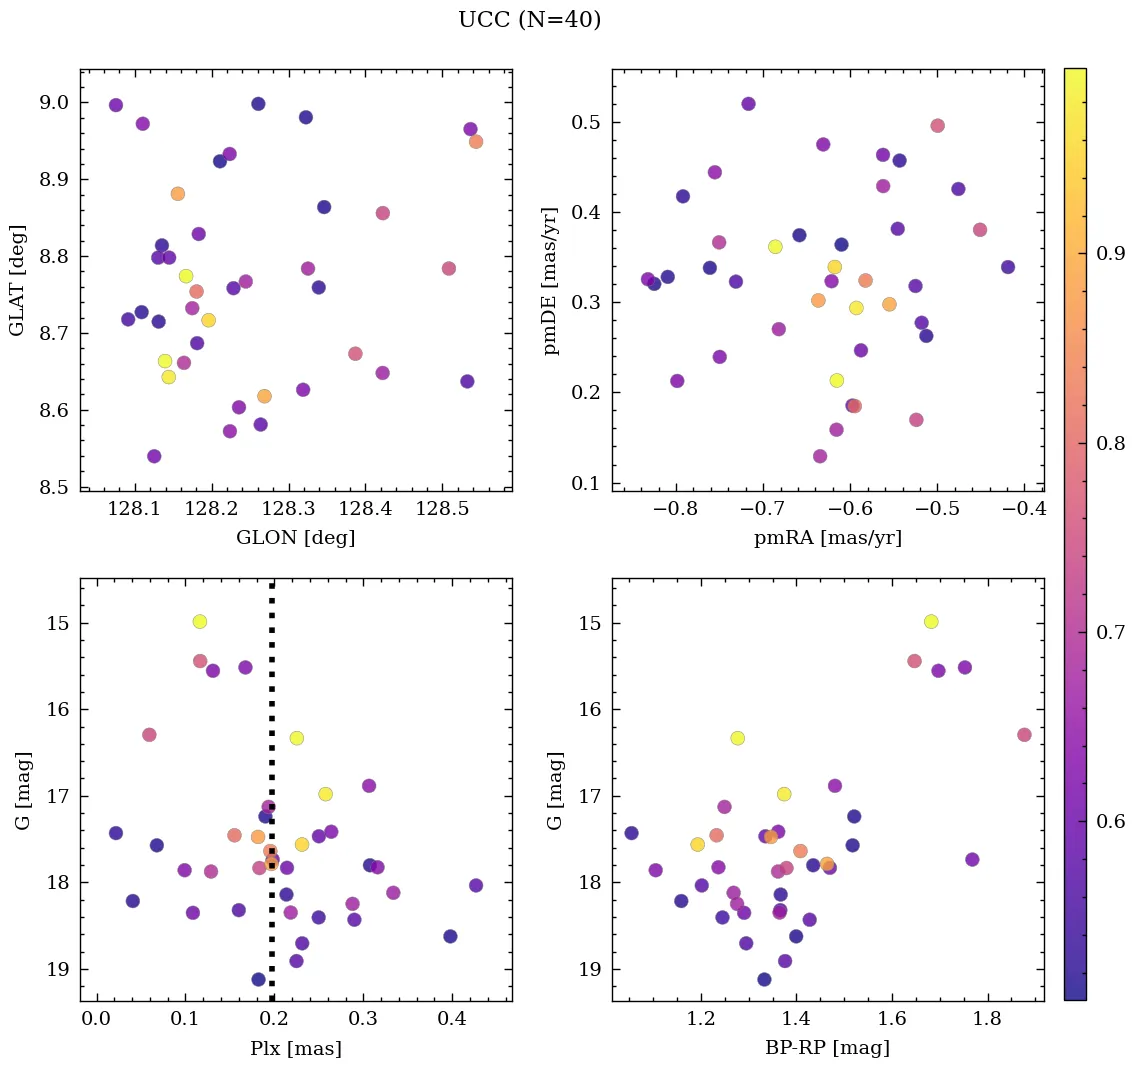 UCC (N=40)
9.0
8.9
8.8
8.7
8.6
8.5
GLAT [deg]
128.1 128.2 128.3 128.4 128.5
GLON [deg]
0.5
0.4
0.3
0.2
0.1
pmDE [mas/yr]
−0.8 −0.7 −0.6 −0.5 −0.4
pmRA [mas/yr]
15
16
17
18
19
G [mag]
0.0 0.1 0.2 0.3 0.4
Plx [mas]
15
16
17
18
19
G [mag]
1.2 1.4 1.6 1.8
BP-RP [mag]
0.9
0.8
0.7
0.6